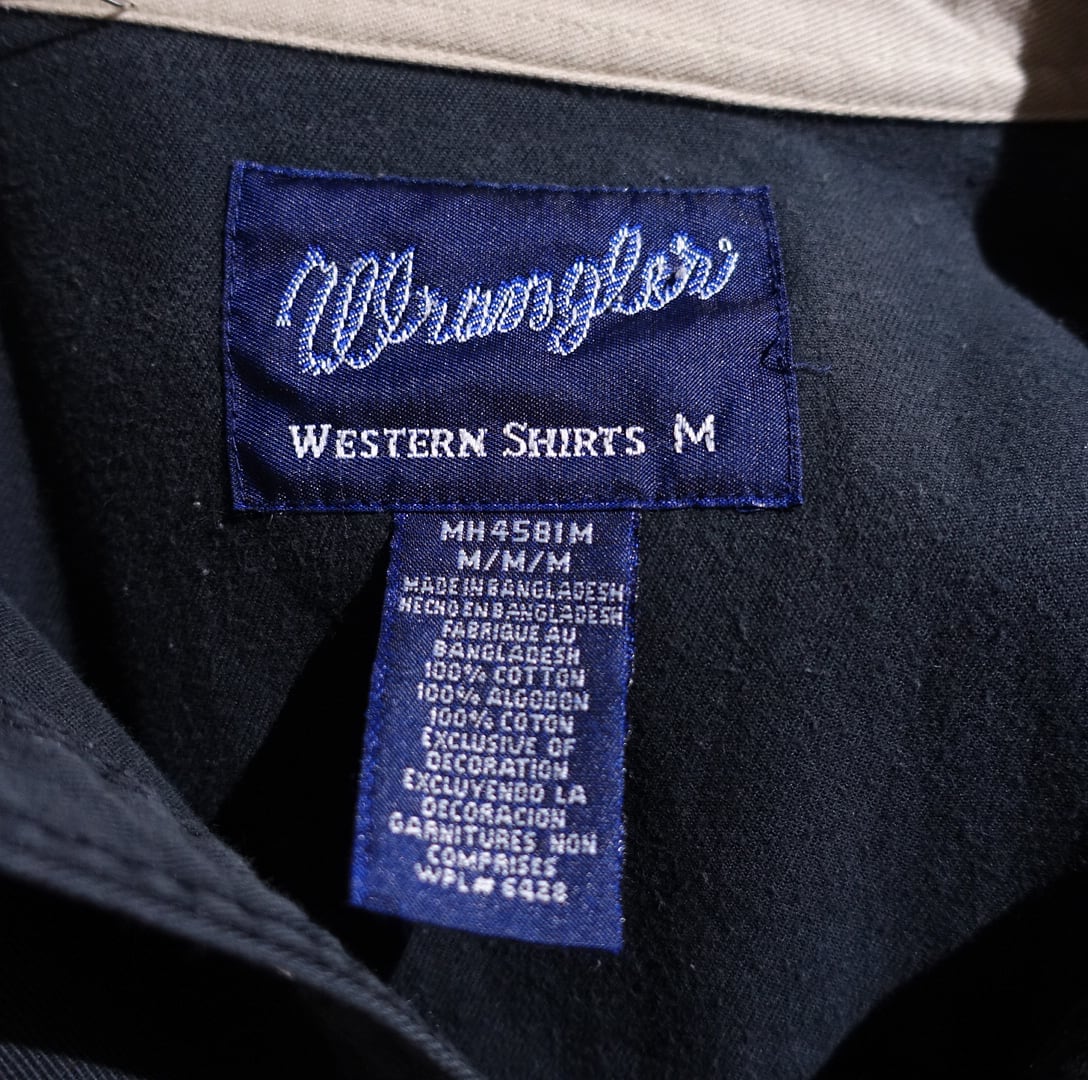 Wrangler®
WESTERN SHIRTS M
MH4581M
M/M/M
MADE IN BANGLADESH
HECHO EN BANGLADESH
FABRIQUE AU
BANGLADESH
100% COTTON
100% ALGODON
100% COTON
EXCLUSIVE OF
DECORATION
EXCLUYENDO LA
DECORACION
GARNITURES NON
COMPRISES
WPL# 6428